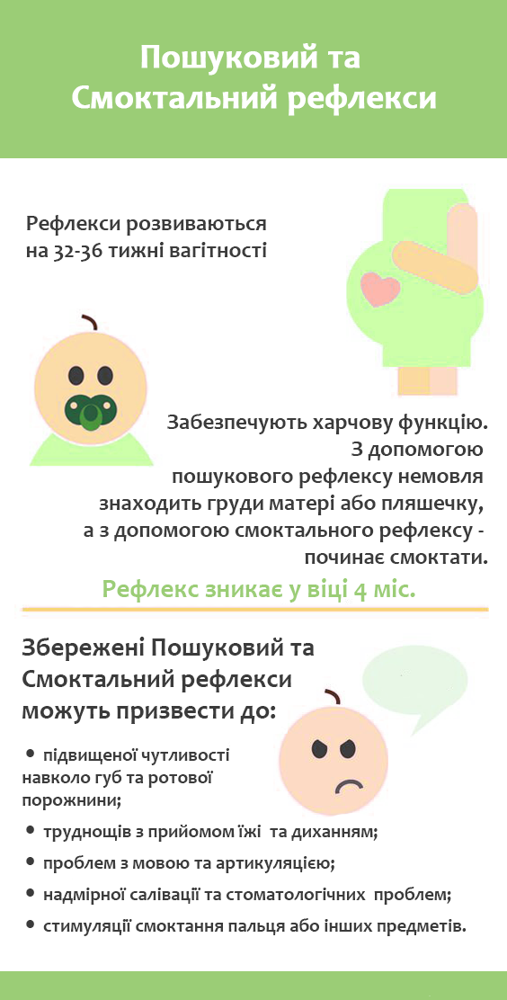 Пошуковий та
Смоктальний рефлекси
Рефлекси розвиваються
на 32-36 тижні вагітності
Забезпечують харчову функцію.
З допомогою
пошукового рефлексу немовля
знаходить груди матері або пляшечку,
а з допомогою смоктального рефлексу -
починає смоктати.
Рефлекс зникає у віці 4 міс.
Збережені Пошуковий та
Смоктальний рефлекси
можуть призвести до:
• підвищеної чутливості
навколо губ та ротової
порожнини;
• труднощів з прийомом їжі та диханням;
• проблем з мовою та артикуляцією;
• надмірної салівації та стоматологічних проблем;
• стимуляції смоктання пальця або інших предметів.